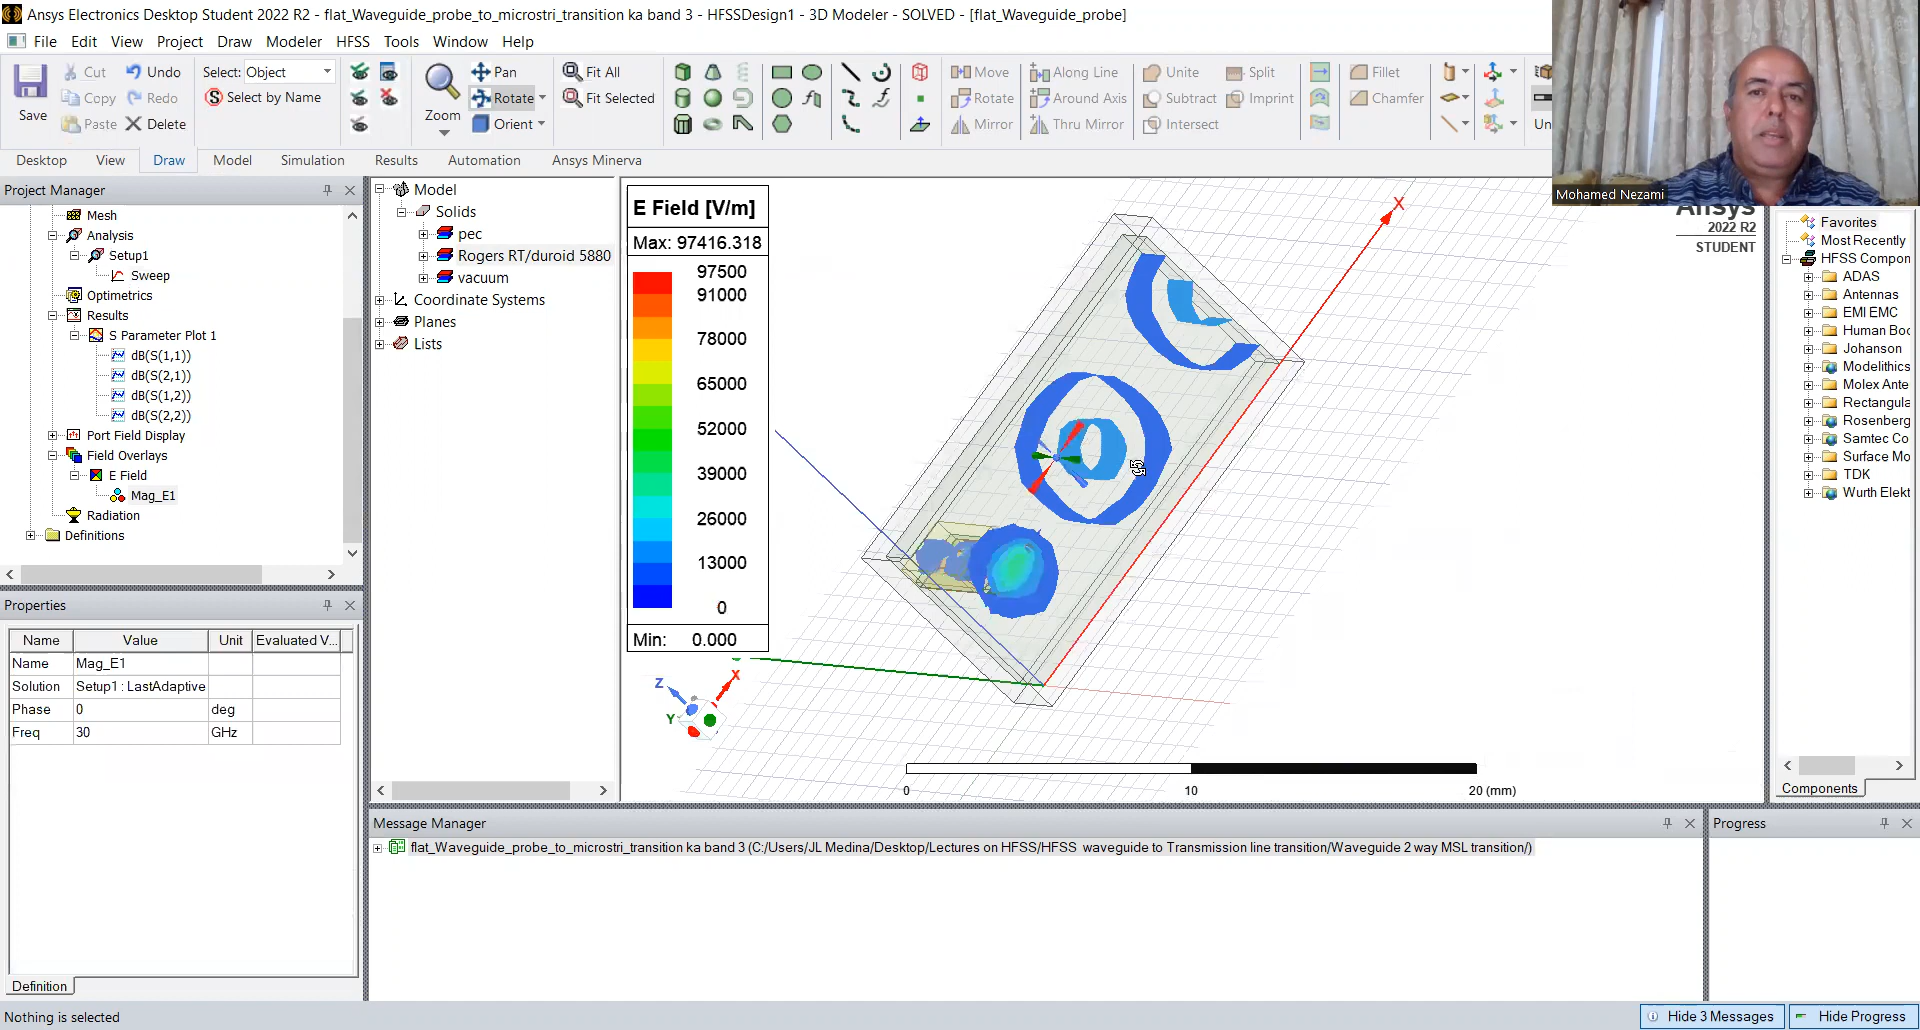 Ansys Electronics Desktop Student 2022 R2 - flat_Waveguide_probe_to_microstri_transition ka band 3 - HFSSDesign1 - 3D Modeler - SOLVED - [flat_Waveguide_probe]
File Edit View Project Draw Modeler HFSS Tools Window Help
Save
Cut
Copy
Paste
Undo
Redo
Delete
Select: Object
Select by Name
Zoom
Pan
Rotate
Orient
Fit All
Fit Selected
Move
Rotate
Mirror
Along Line
Around Axis
Thru Mirror
Unite
Subtract
Intersect
Split
Imprint
Fillet
Chamfer
Un
Desktop View Draw Model Simulation Results Automation Ansys Minerva
Mohamed Nezami
Project Manager
Mesh
Analysis
Setup1
Sweep
Optimetrics
Results
S Parameter Plot 1
dB(S(1,1))
dB(S(2,1))
dB(S(1,2))
dB(S(2,2))
Port Field Display
Field Overlays
E Field
Mag_E1
Radiation
Definitions
Properties
Name Value Unit Evaluated V...
Name Mag_E1
Solution Setup1 : LastAdaptive
Phase 0 deg
Freq 30 GHz
Definition
Model
Solids
pec
Rogers RT/duroid 5880
vacuum
Coordinate Systems
Planes
Lists
E Field [V/m]
Max: 97416.318
97500
91000
78000
65000
52000
39000
26000
13000
0
Min: 0.000
X
Z
X
Y
0 10 20 (mm)
Ansys
2022 R2
STUDENT
Favorites
Most Recently
HFSS Compon
ADAS
Antennas
EMI EMC
Human Boc
Johanson
Modelithics
Molex Ante
Rectangula
Rosenberg
Samtec Co
Surface Mo
TDK
Wurth Elekt
Components
Message Manager
flat_Waveguide_probe_to_microstri_transition ka band 3 (C:/Users/JL Medina/Desktop/Lectures on HFSS/HFSS waveguide to Transmission line transition/Waveguide 2 way MSL transition/)
Progress
Nothing is selected
Hide 3 Messages
Hide Progress